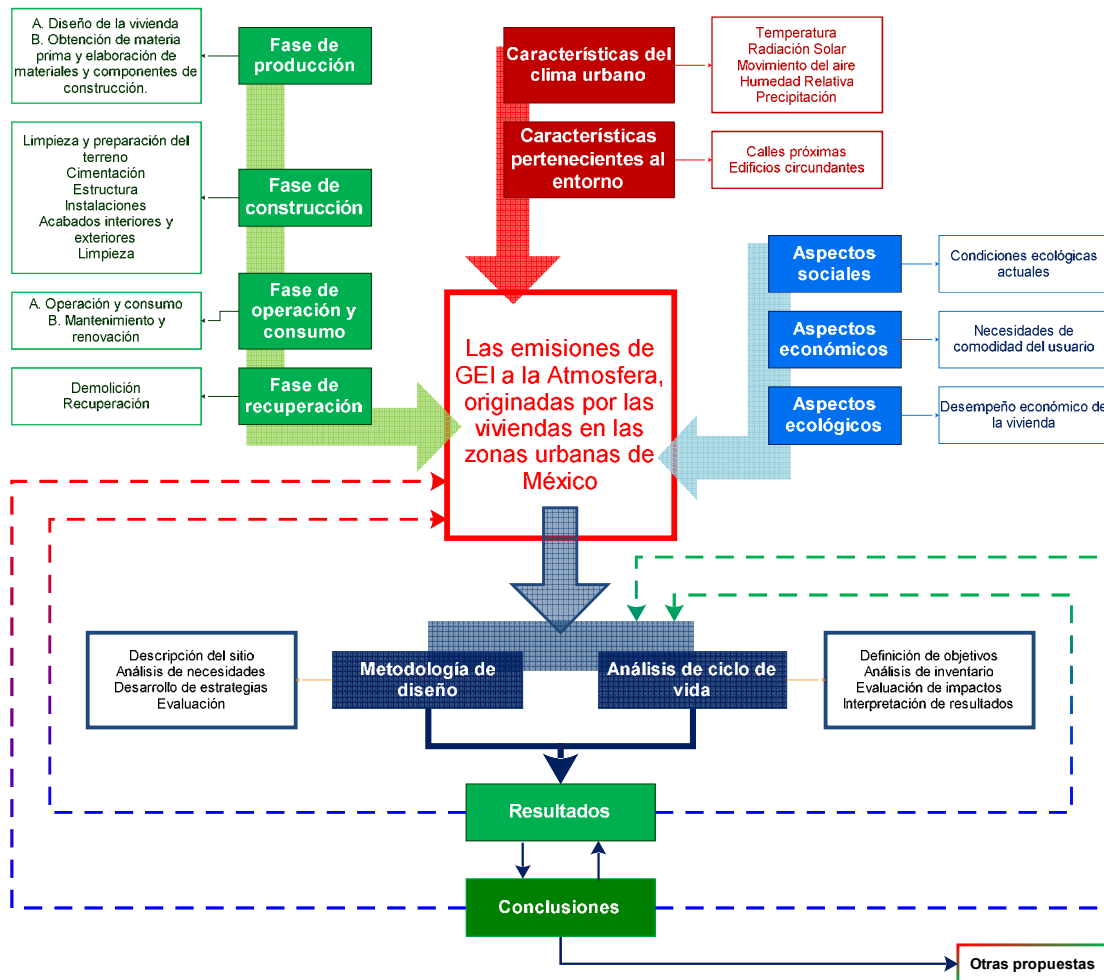 A. Diseño de la vivienda
B. Obtención de materia
prima y elaboración de
materiales y componentes de
construcción.
Fase de
producción
Limpieza y preparación del
terreno
Cimentación
Estructura
Instalaciones
Acabados interiores y
exteriores
Limpieza
Fase de
construcción
A. Operación y consumo
B. Mantenimiento y
renovación
Fase de
operación y
consumo
Demolición
Recuperación
Fase de
recuperación
Características del
clima urbano
Temperatura
Radiación Solar
Movimiento del aire
Humedad Relativa
Precipitación
Características
pertenecientes al
entorno
Calles próximas
Edificios circundantes
Aspectos
sociales
Condiciones ecológicas
actuales
Aspectos
económicos
Necesidades de
comodidad del usuario
Aspectos
ecológicos
Desempeño económico de
la vivienda
Las emisiones de
GEI a la Atmosfera,
originadas por las
viviendas en las
zonas urbanas de
México
Descripción del sitio
Análisis de necesidades
Desarrollo de estrategias
Evaluación
Metodología de
diseño
Análisis de ciclo de
vida
Definición de objetivos
Análisis de inventario
Evaluación de impactos
Interpretación de resultados
Resultados
Conclusiones
Otras propuestas